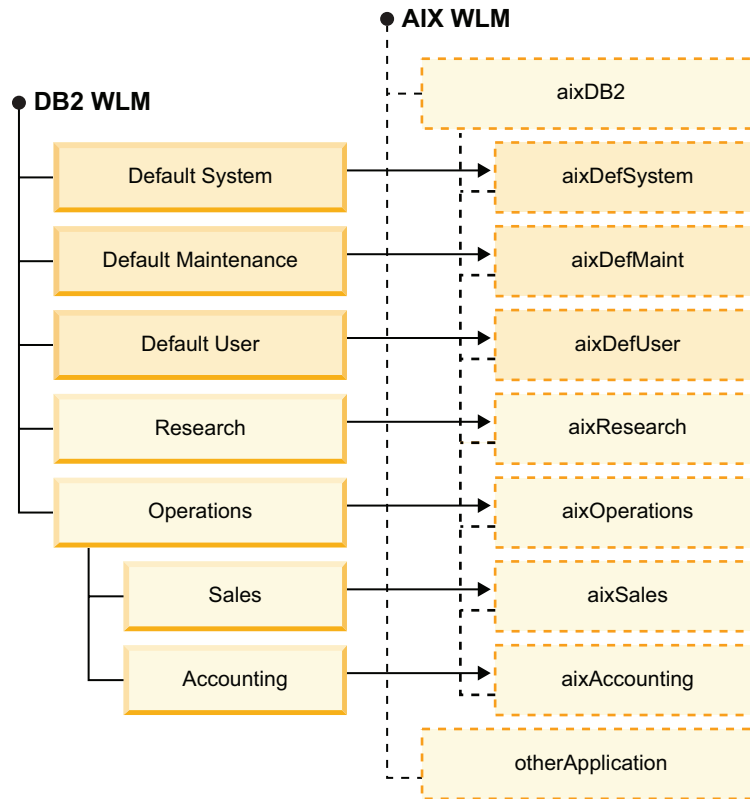 AIX WLM
aixDB2
DB2 WLM
Default System
aixDefSystem
Default Maintenance
aixDefMaint
Default User
aixDefUser
Research
aixResearch
Operations
aixOperations
Sales
aixSales
Accounting
aixAccounting
otherApplication